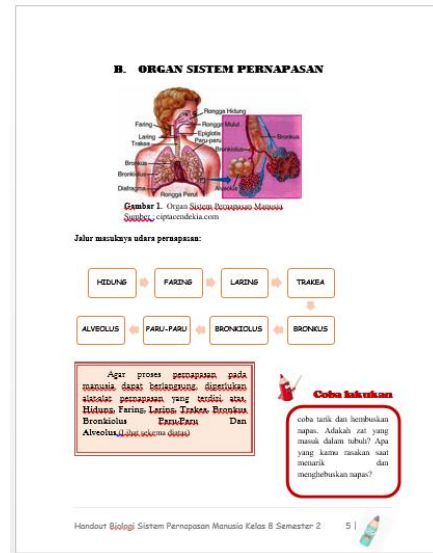 B. ORGAN SISTEM PERNAPASAN
Rongga Hidung
Faring
Rongga Mulut
Laring
Epiglotis
Trakea
Paru-paru
Bronkus
Bronkiolus
Bronkus
Bronkiolus
Diafragma
Rongga Perut
Alveolus
Gambar 1. Organ Sistem Pernapasan Manusia
Sumber : ciptacendekia.com
Jalur masuknya udara pernapasan:
HIDUNG
FARING
LARING
TRAKEA
ALVEOLUS
PARU-PARU
BRONKIOLUS
BRONKUS
Agar proses pernapasan pada
manusia dapat berlangsung, diperlukan
alat-alat pernapasan yang terdiri atas,
Hidung, Faring, Laring, Trakea, Bronkus,
Bronkiolus Paru-Paru Dan
Alveolus.(Lihat sekema diatas)
Coba lakukan
coba tarik dan hembuskan
napas. Adakah zat yang
masuk dalam tubuh? Apa
yang kamu rasakan saat
menarik dan
menghebuskan napas?
Handout Biologi Sistem Pernapasan Manusia Kelas 8 Semester 2 5 |